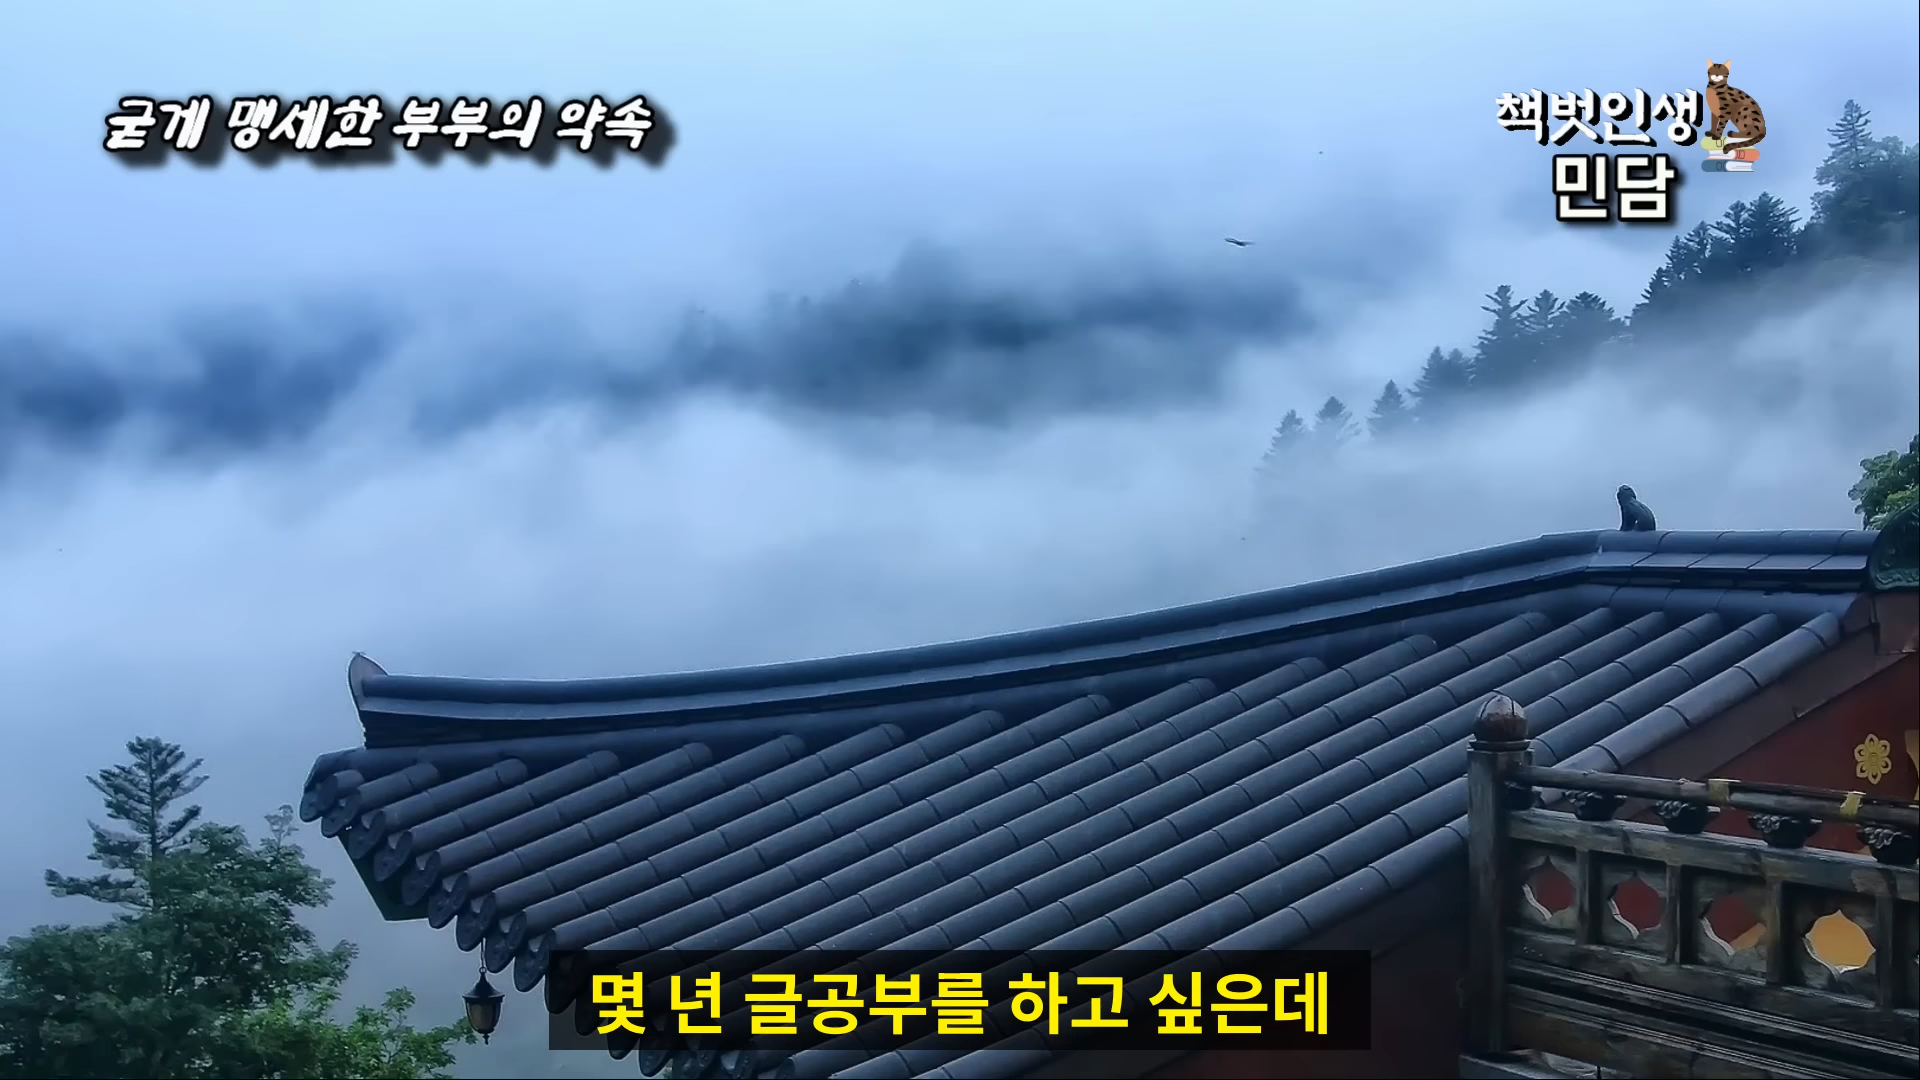 굳게 맹세한 부부의 약속
책벗인생
민담
몇 년 글공부를 하고 싶은데